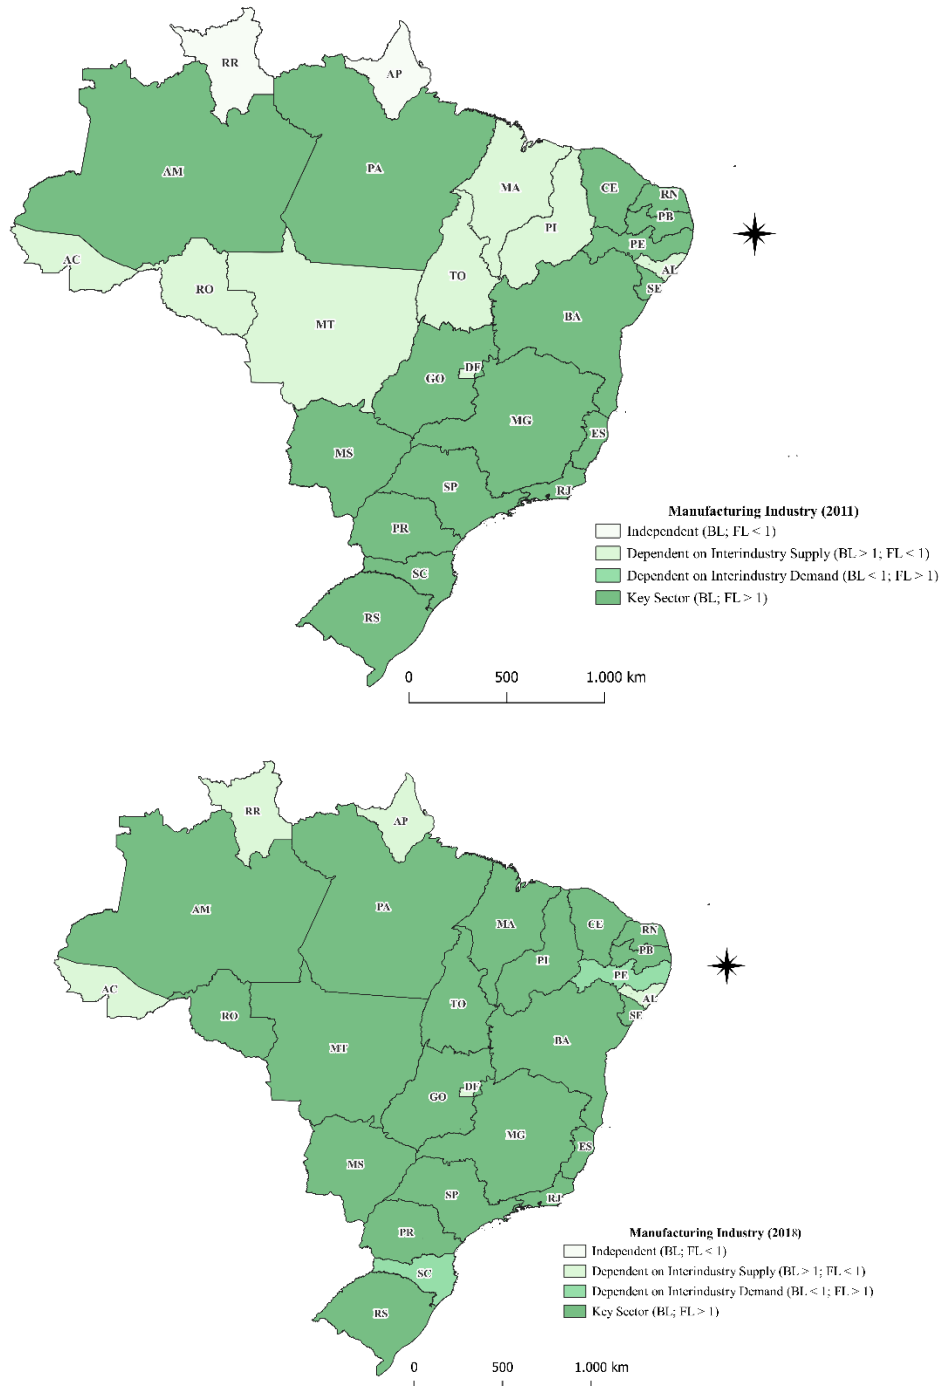 RR
AP
AM
PA
MA
CE
RN
PB
PI
PE
AC
RO
TO
AL
SE
MT
BA
DF
GO
MG
ES
MS
SP
RJ
PR
SC
RS
Manufacturing Industry (2011)
Independent (BL; FL < 1)
Dependent on Interindustry Supply (BL > 1; FL < 1)
Dependent on Interindustry Demand (BL < 1; FL > 1)
Key Sector (BL; FL > 1)
0 500 1.000 km
RR
AP
AM
PA
MA
CE
RN
PB
PI
PE
AC
RO
TO
AL
SE
MT
BA
DF
GO
MG
ES
MS
SP
RJ
PR
SC
RS
Manufacturing Industry (2018)
Independent (BL; FL < 1)
Dependent on Interindustry Supply (BL > 1; FL < 1)
Dependent on Interindustry Demand (BL < 1; FL > 1)
Key Sector (BL; FL > 1)
0 500 1.000 km